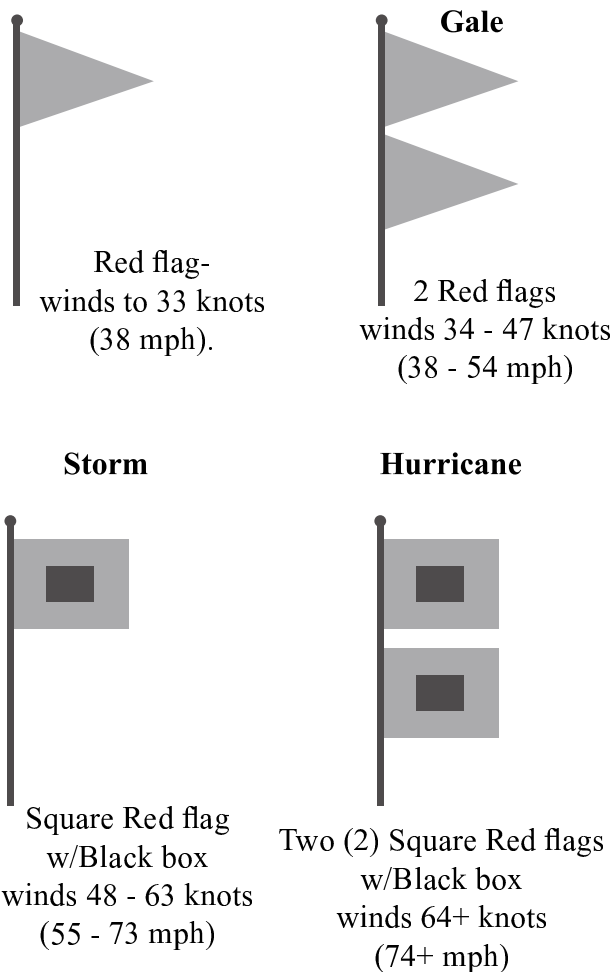 Gale
Red flag-
winds to 33 knots
(38 mph).
2 Red flags
winds 34 - 47 knots
(38 - 54 mph)
Storm
Hurricane
Square Red flag
w/Black box
winds 48 - 63 knots
(55 - 73 mph)
Two (2) Square Red flags
w/Black box
winds 64+ knots
(74+ mph)